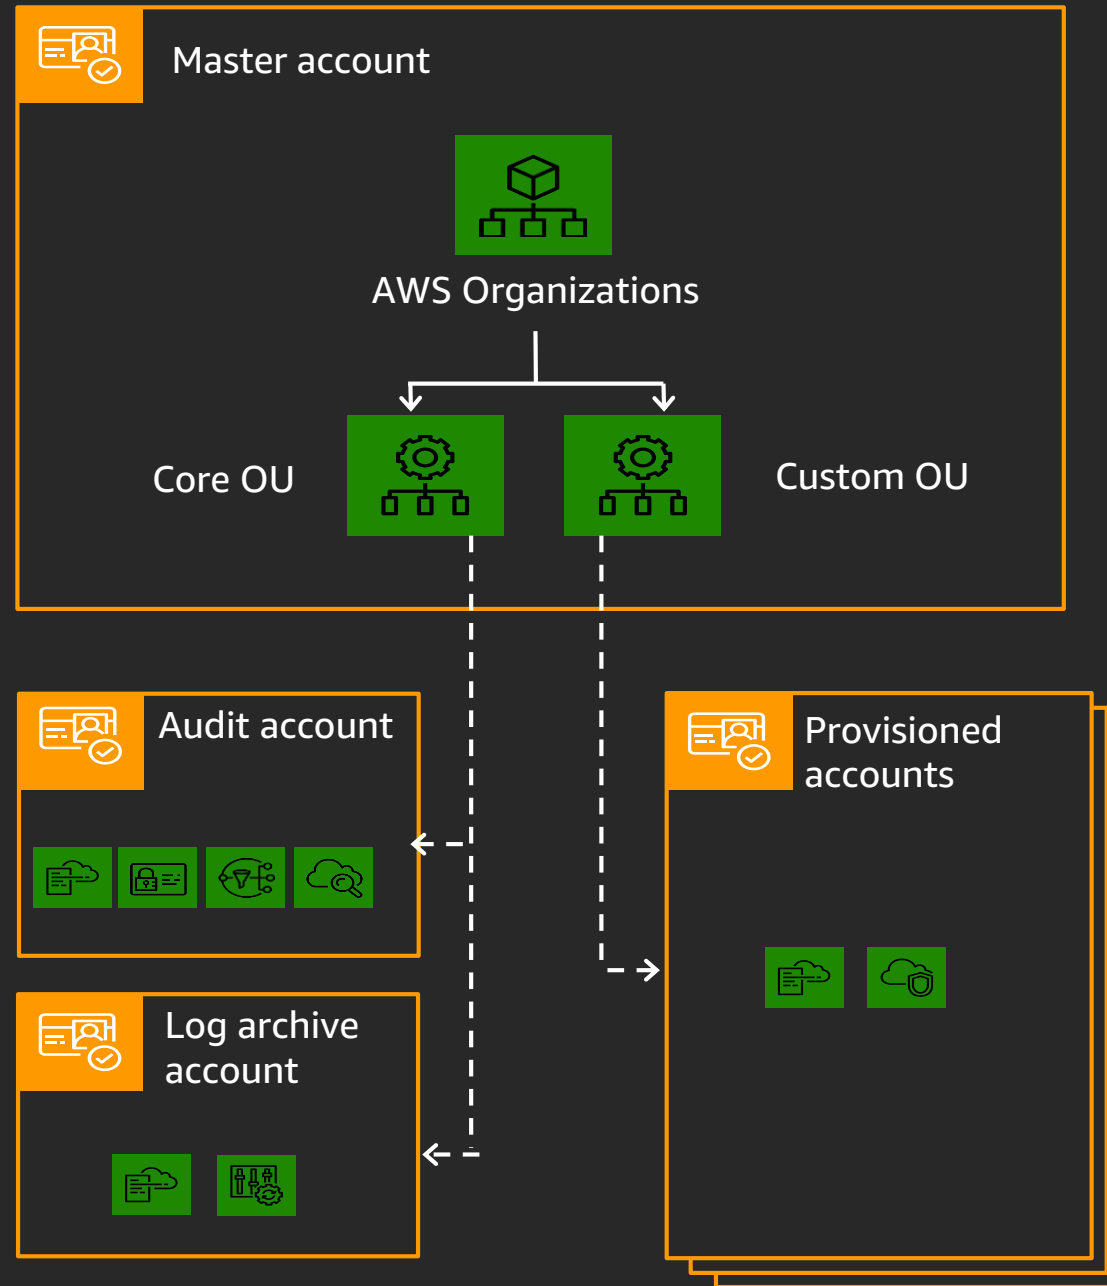 Master account
AWS Organizations
Core OU
Custom OU
Audit account
Provisioned
accounts
Log archive
account